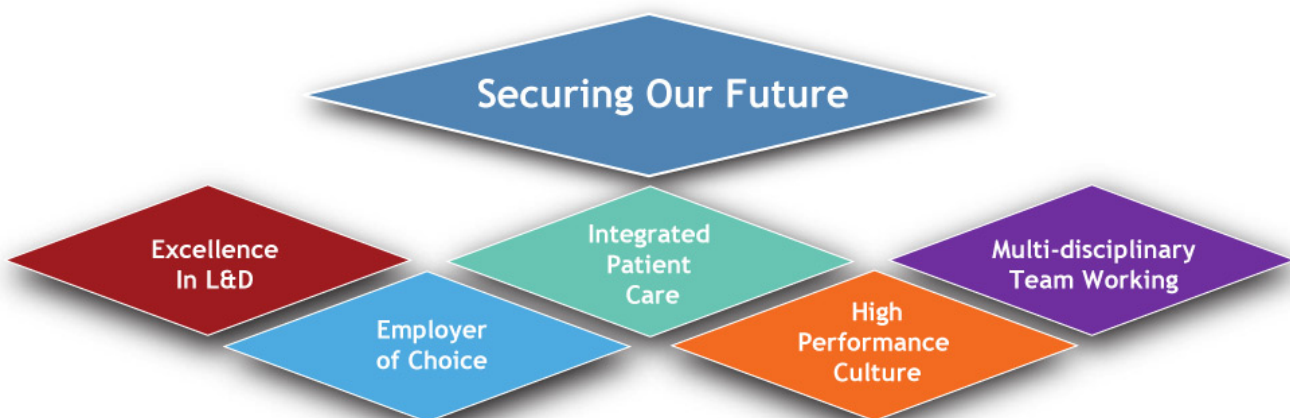 Securing Our Future
Excellence
In L&D
Employer
of Choice
Integrated
Patient
Care
High
Performance
Culture
Multi-disciplinary
Team Working